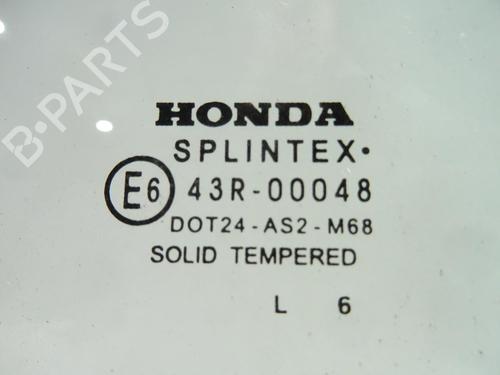 B-PARTS
HONDA
SPLINTEX·
E6 43R-00048
DOT24-AS2-M68
SOLID TEMPERED
L 6